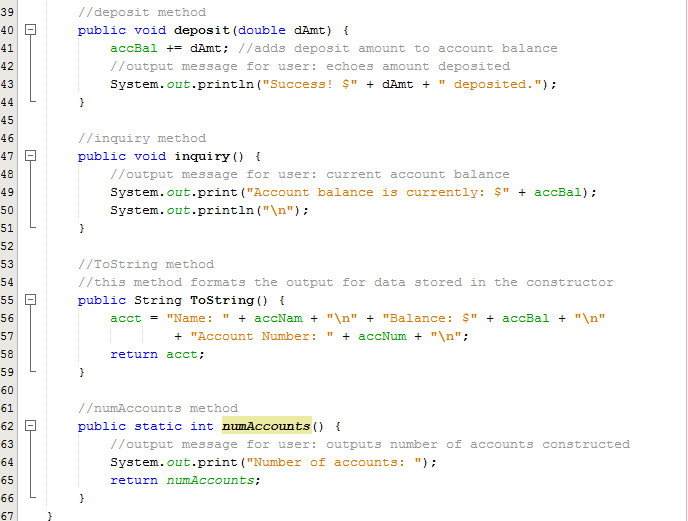 39 //deposit method
40 public void deposit(double dAmt) {
41 accBal += dAmt; //adds deposit amount to account balance
42 //output message for user: echoes amount deposited
43 System.out.println("Success! $" + dAmt + " deposited.");
44 }
45
46 //inquiry method
47 public void inquiry() {
48 //output message for user: current account balance
49 System.out.print("Account balance is currently: $" + accBal);
50 System.out.println("\n");
51 }
52
53 //ToString method
54 //this method formats the output for data stored in the constructor
55 public String ToString() {
56 acct = "Name: " + accNam + "\n" + "Balance: $" + accBal + "\n"
57 + "Account Number: " + accNum + "\n";
58 return acct;
59 }
60
61 //numAccounts method
62 public static int numAccounts() {
63 //output message for user: outputs number of accounts constructed
64 System.out.print("Number of accounts: ");
65 return numAccounts;
66 }
67 }